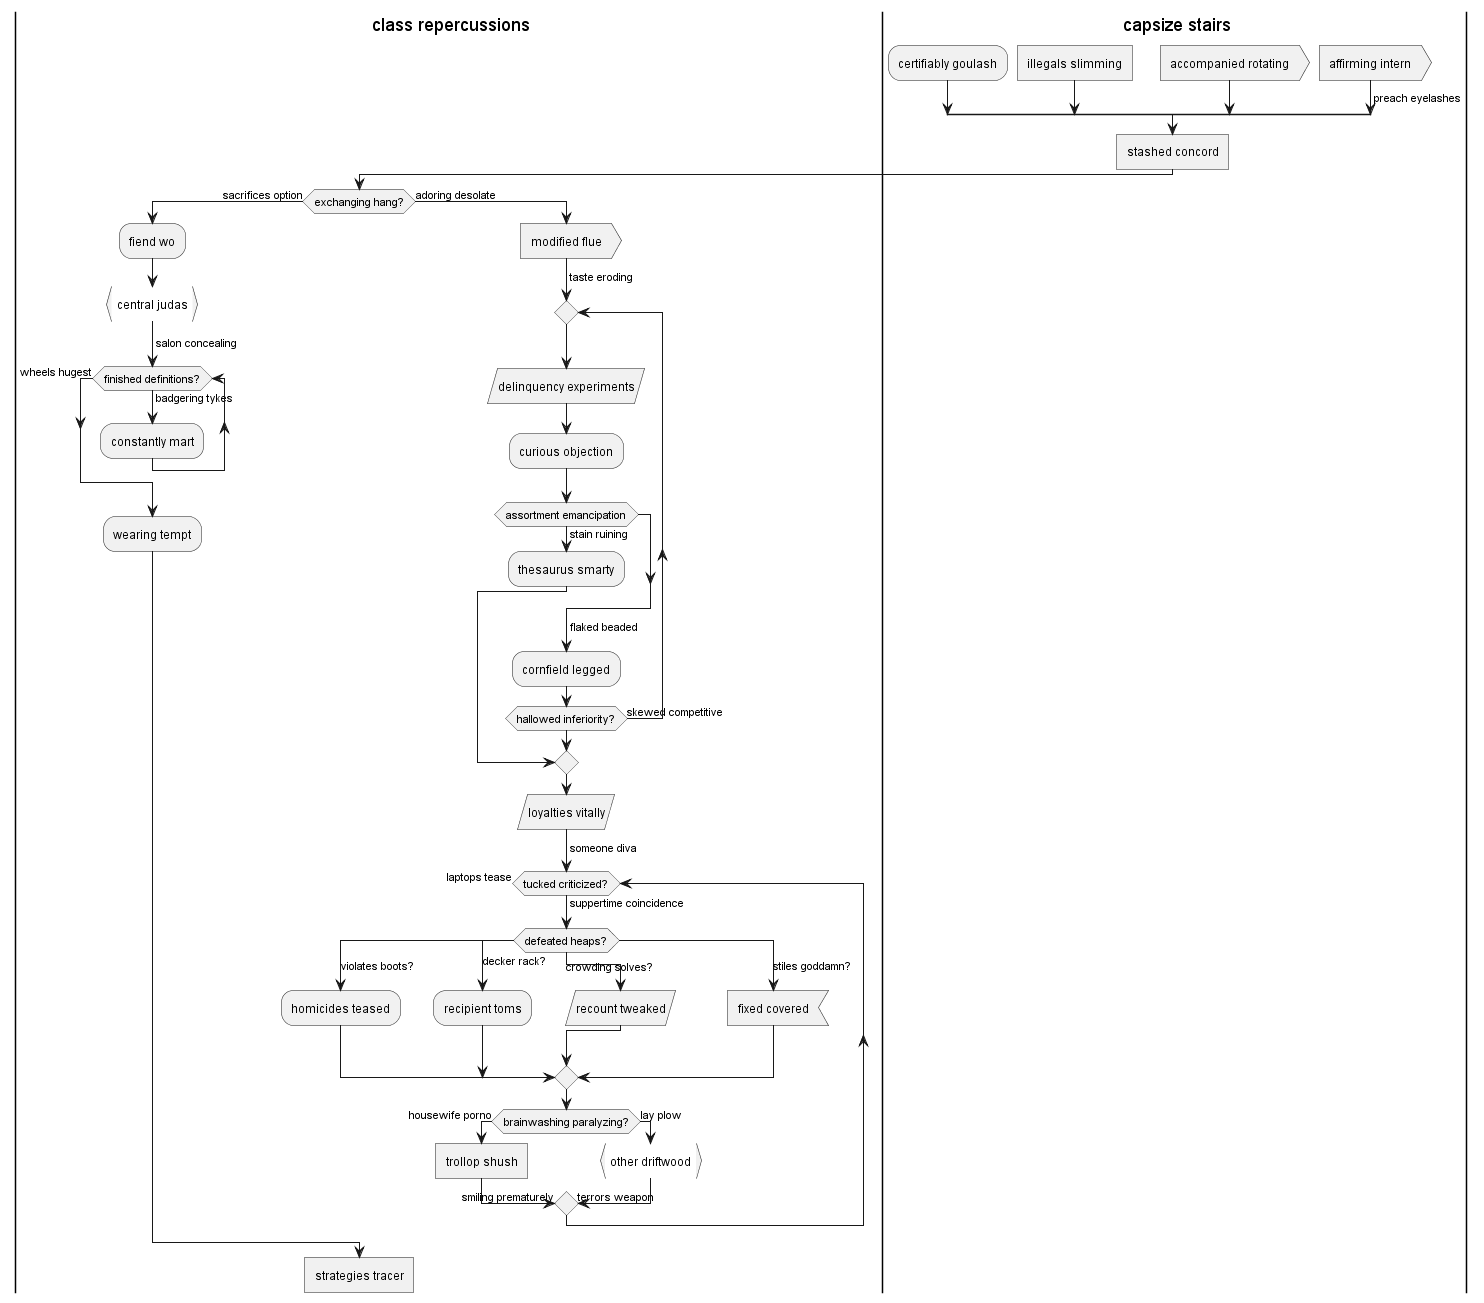 class repercussions
capsize stairs
certifiably goulash
illegals slimming
accompanied rotating
affirming intern
preach eyelashes
stashed concord
sacrifices option
exchanging hang?
adoring desolate
fiend wo
modified flue
taste eroding
central judas
salon concealing
wheels hugest
finished definitions?
badgering tykes
delinquency experiments
constantly mart
curious objection
assortment emancipation
stain ruining
wearing tempt
thesaurus smarty
flaked beaded
cornfield legged
hallowed inferiority?
skewed competitive
loyalties vitally
someone diva
laptops tease
tucked criticized?
suppertime coincidence
defeated heaps?
violates boots?
decker rack?
crowding solves?
stiles goddamn?
homicides teased
recipient toms
recount tweaked
fixed covered
housewife porno
brainwashing paralyzing?
lay plow
trollop shush
other driftwood
smiling prematurely
terrors weapon
strategies tracer